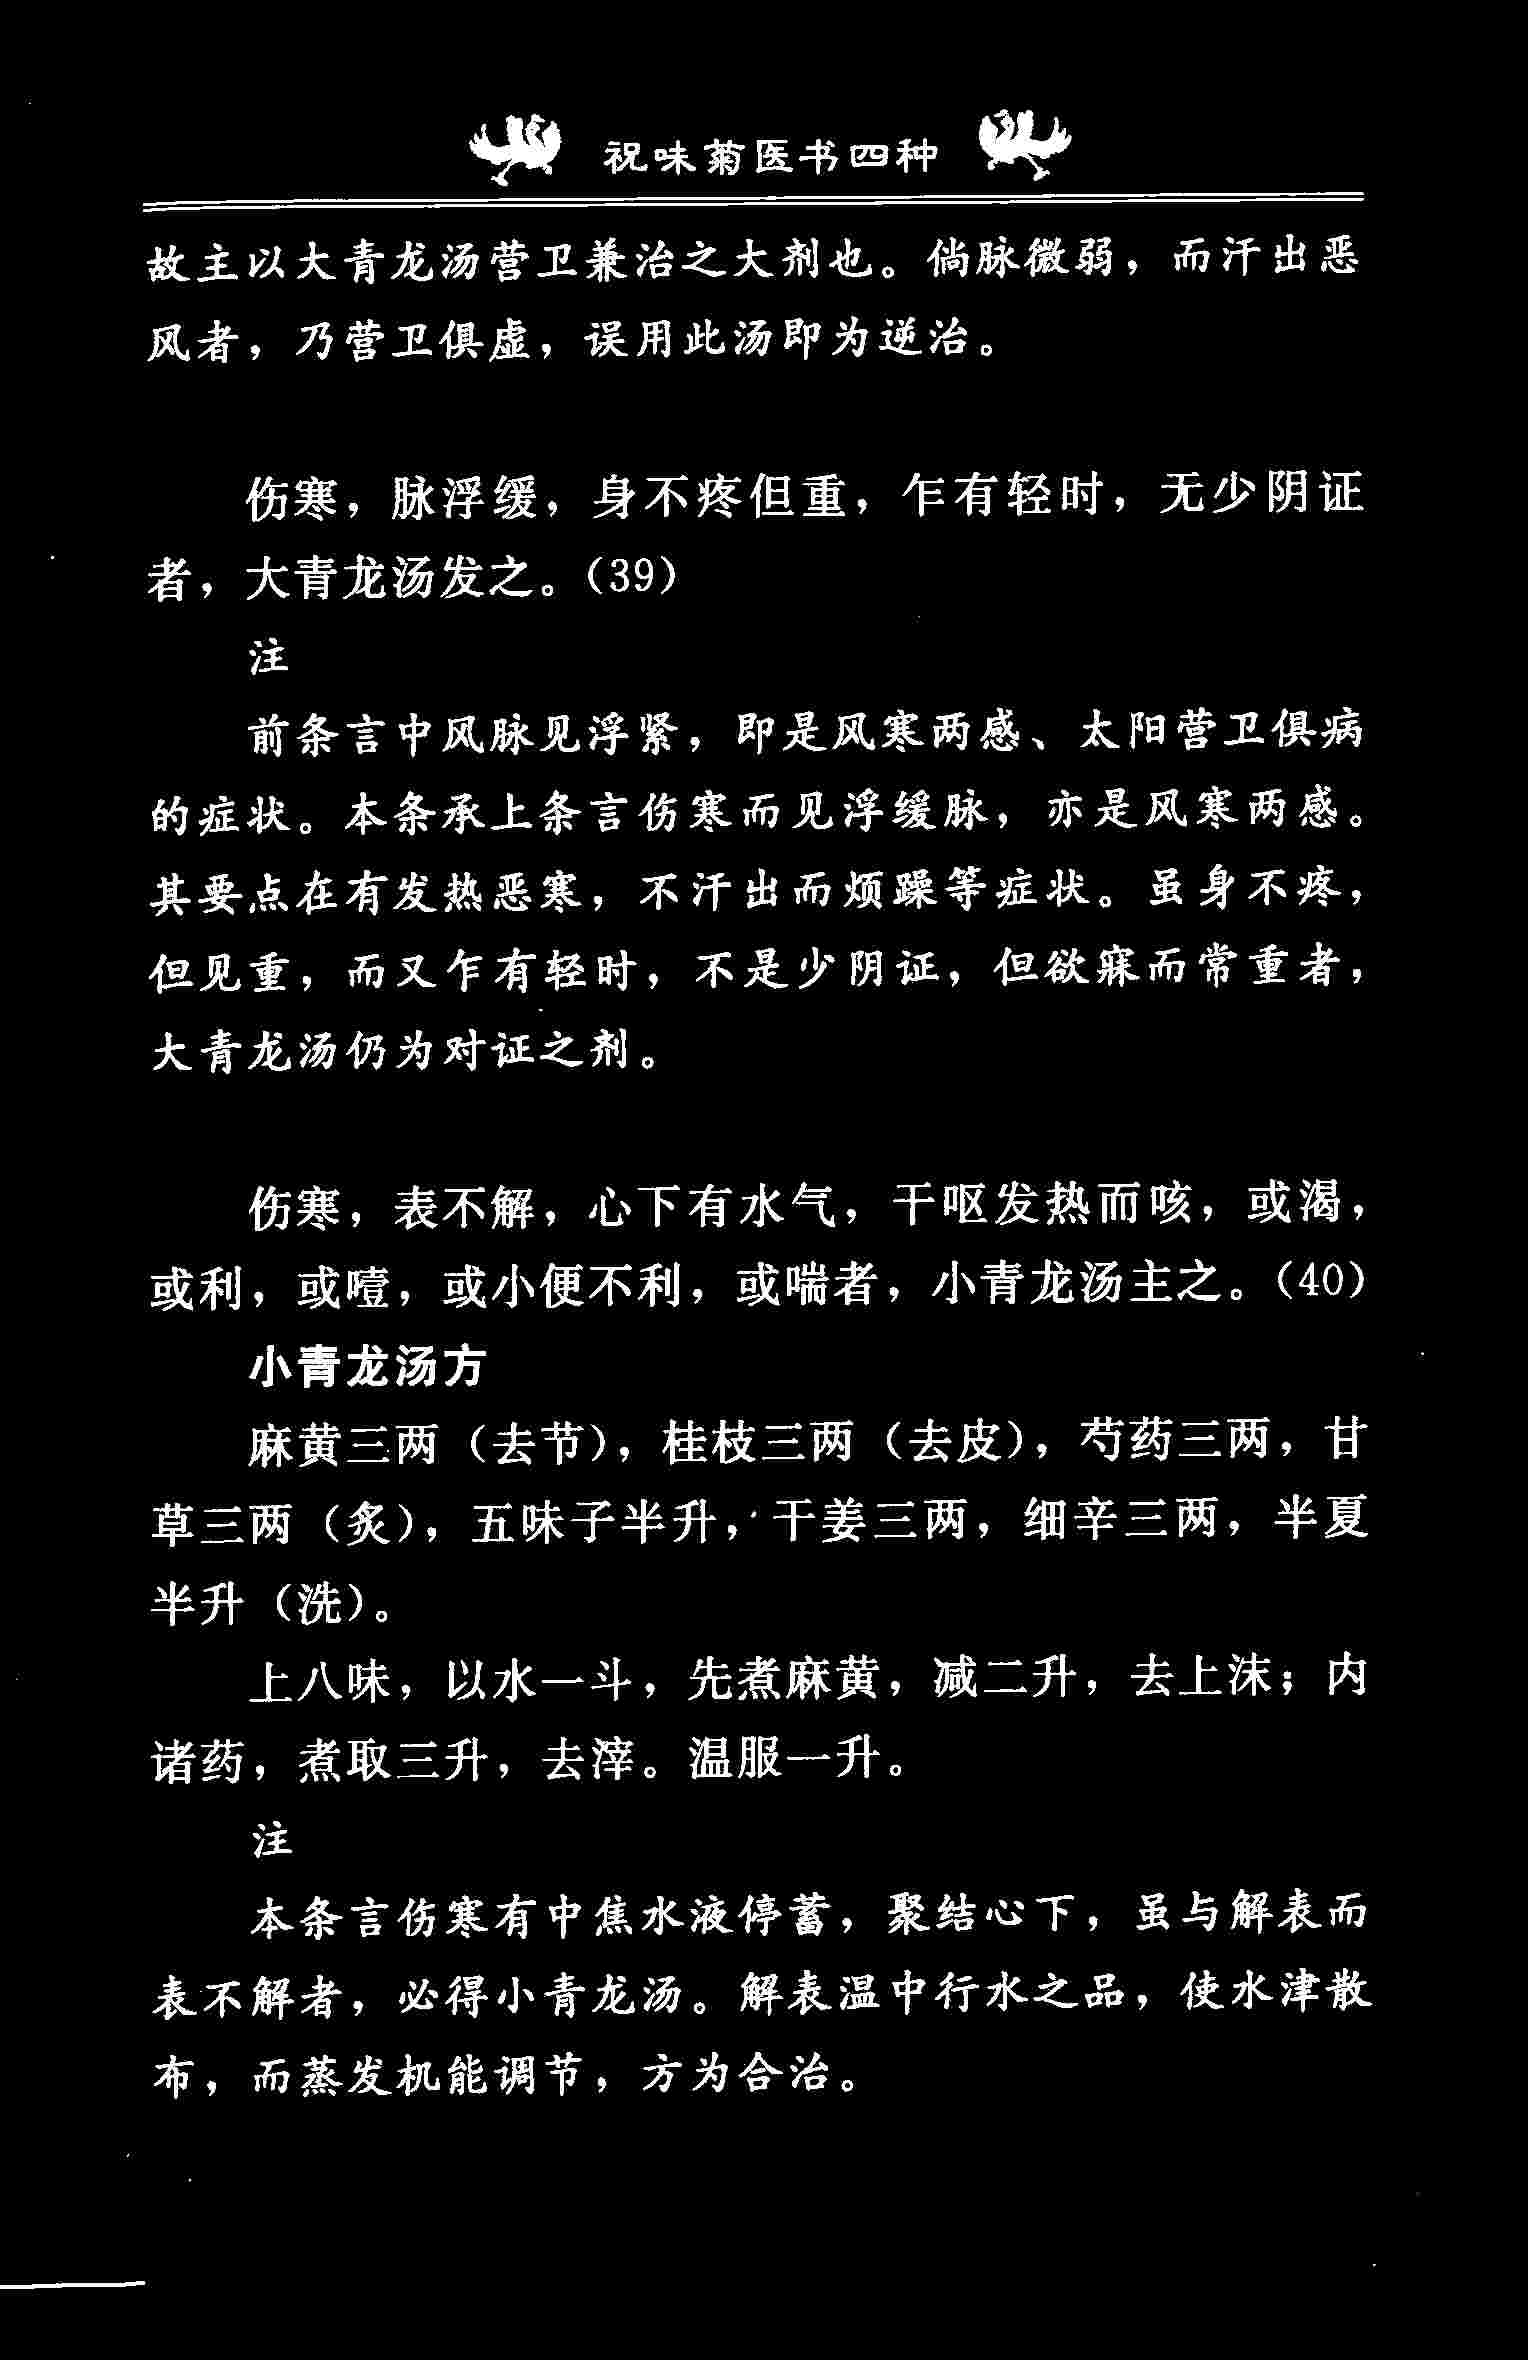 祝味菊医书四种
故主以大青龙汤营卫兼治之大剂也。倘脉微弱，而汗出恶
风者，乃营卫俱虚，误用此汤即为逆治。
伤寒，脉浮缓，身不疼但重，乍有轻时，无少阴证
者，大青龙汤发之。（39）
注
前条言中风脉见浮紧，即是风寒两感、太阳营卫俱病
的症状。本条承上条言伤寒而见浮缓脉，亦是风寒两感。
其要点在有发热恶寒，不汗出而烦躁等症状。虽身不疼，
但见重，而又乍有轻时，不是少阴证，但欲寐而常重者，
大青龙汤仍为对证之剂。
伤寒，表不解，心下有水气，干呕发热而咳，或渴，
或利，或噎，或小便不利，或喘者，小青龙汤主之。（40）
小青龙汤方
麻黄三两（去节），桂枝三两（去皮），芍药三两，甘
草三两（炙），五味子半升，干姜三两，细辛三两，半夏
半升（洗）。
上八味，以水一斗，先煮麻黄，减二升，去上沫；内
诸药，煮取三升，去滓。温服一升。
注
本条言伤寒有中焦水液停蓄，聚结心下，虽与解表而
表不解者，必得小青龙汤。解表温中行水之品，使水津散
布，而蒸发机能调节，方为合治。